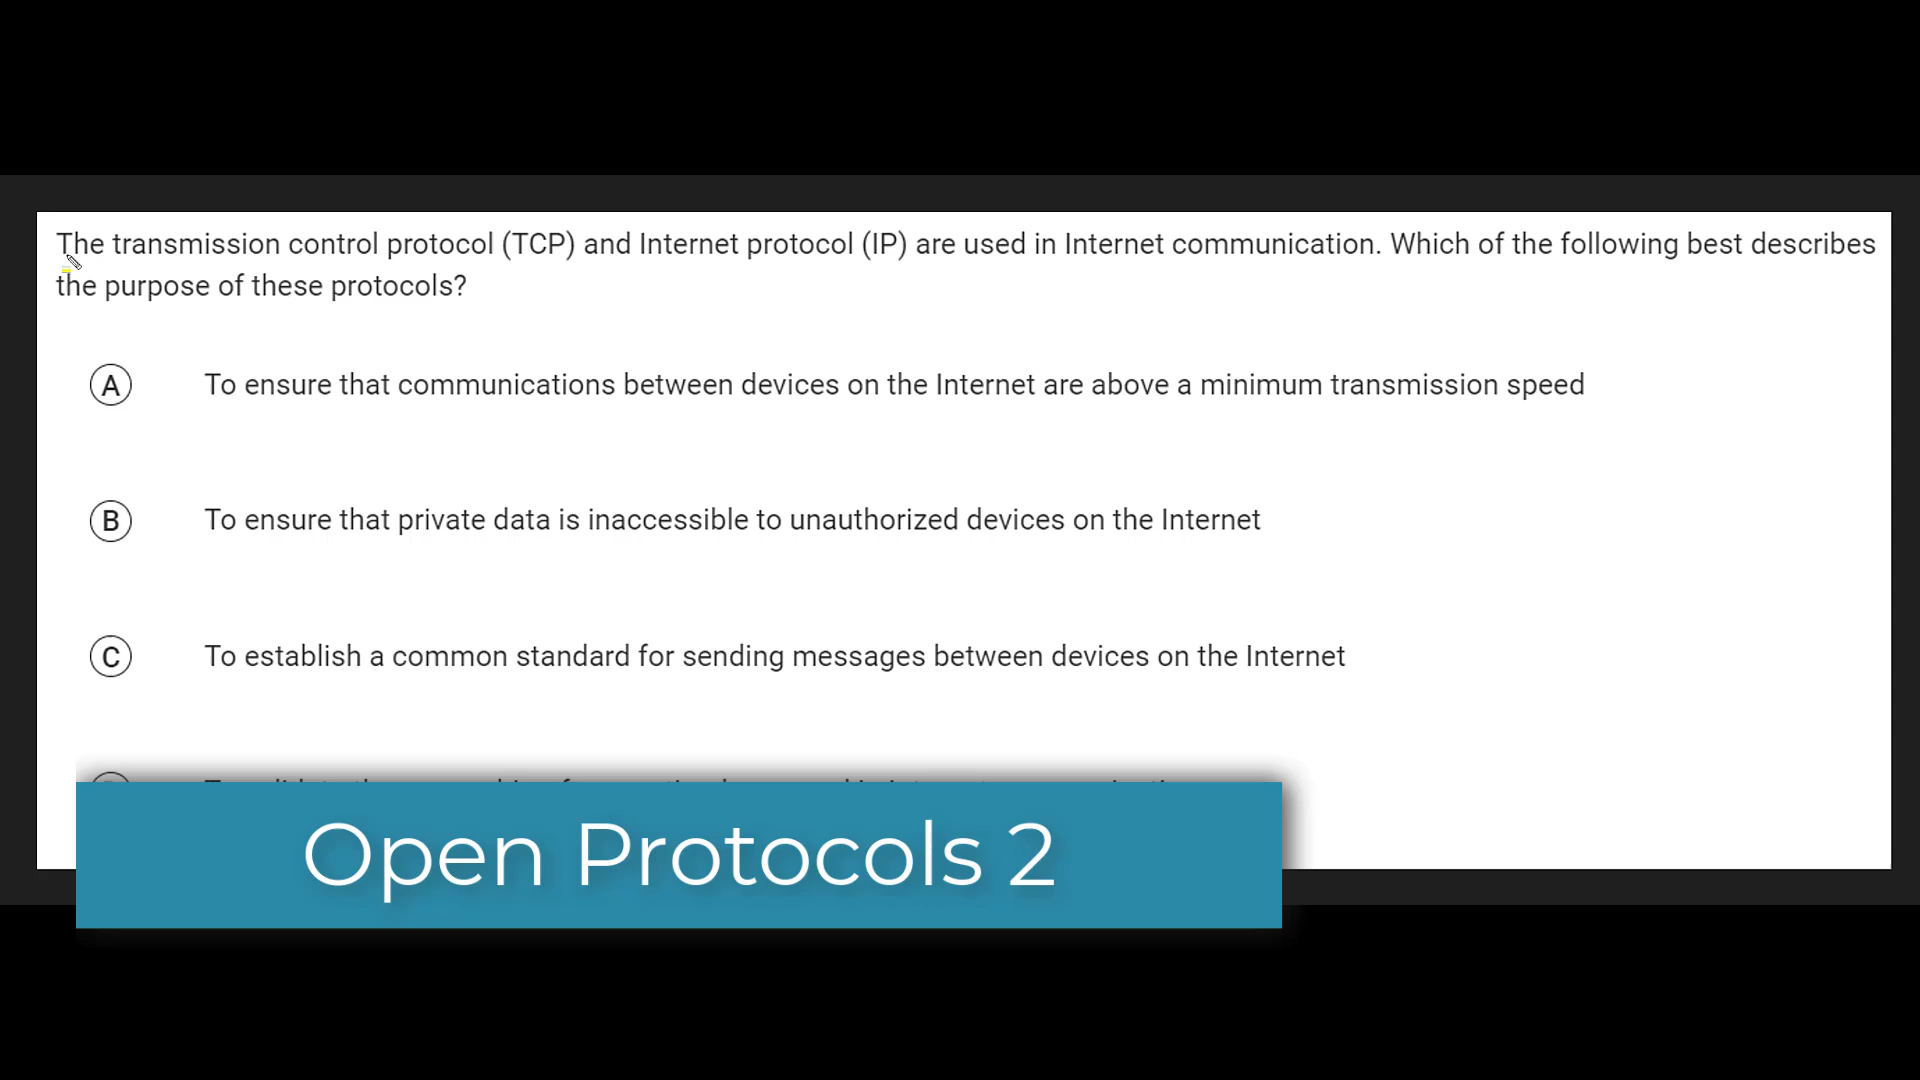 The transmission control protocol (TCP) and Internet protocol (IP) are used in Internet communication. Which of the following best describes
the purpose of these protocols?
A To ensure that communications between devices on the Internet are above a minimum transmission speed
B To ensure that private data is inaccessible to unauthorized devices on the Internet
C To establish a common standard for sending messages between devices on the Internet
Open Protocols 2